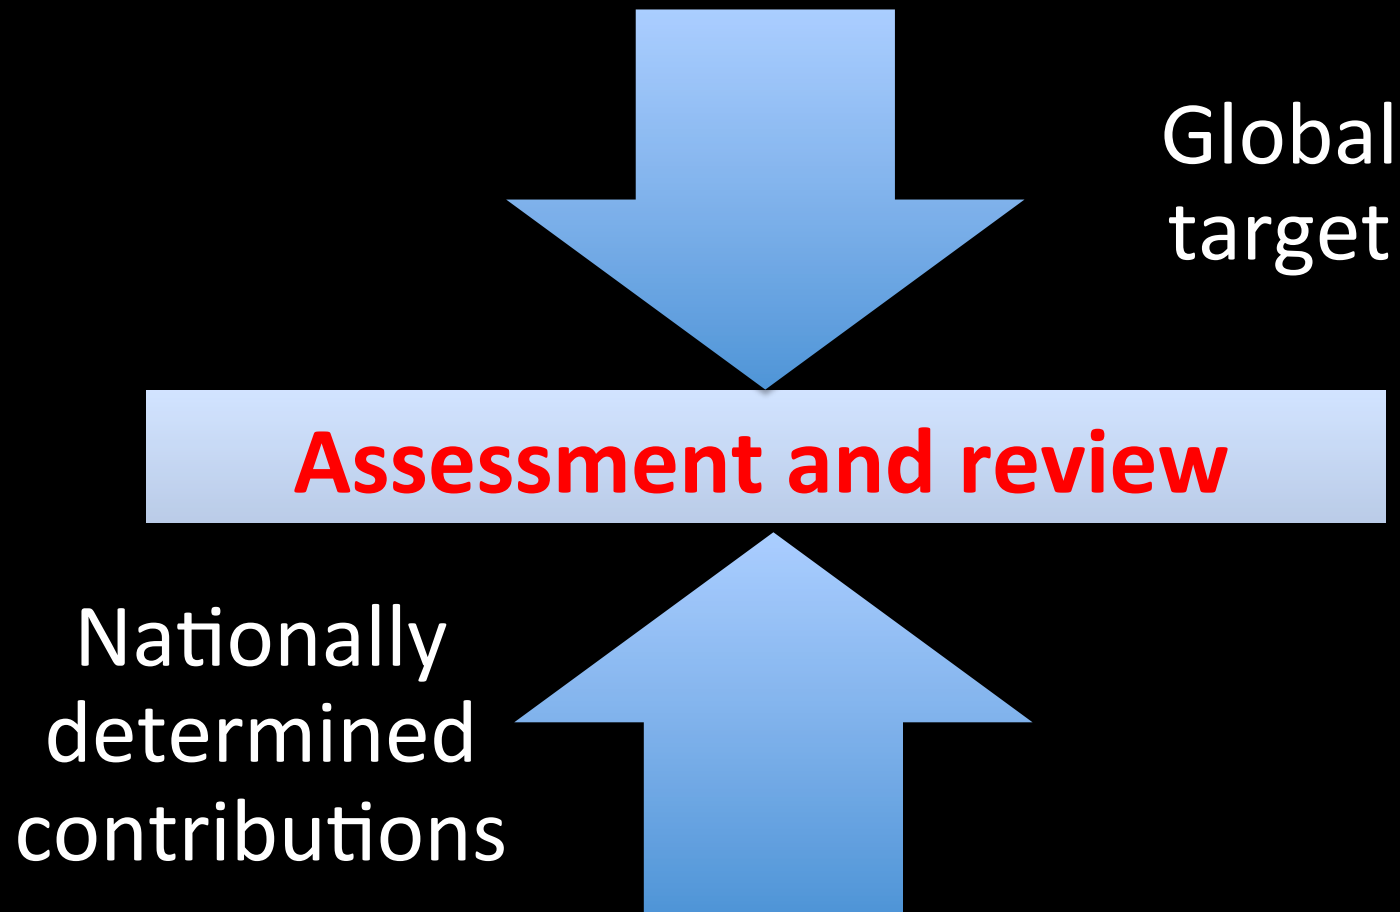 Global
target
Assessment and review
Nationally
determined
contributions